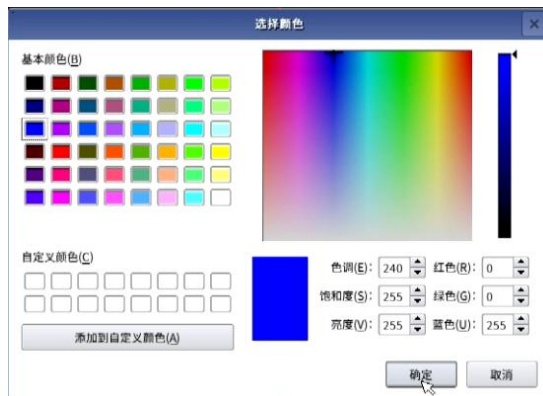 选择颜色
基本颜色(B)
自定义颜色(C)
添加到自定义颜色(A)
色调(E): 240 红色(R): 0
饱和度(S): 255 绿色(G): 0
亮度(V): 255 蓝色(U): 255
确定 取消